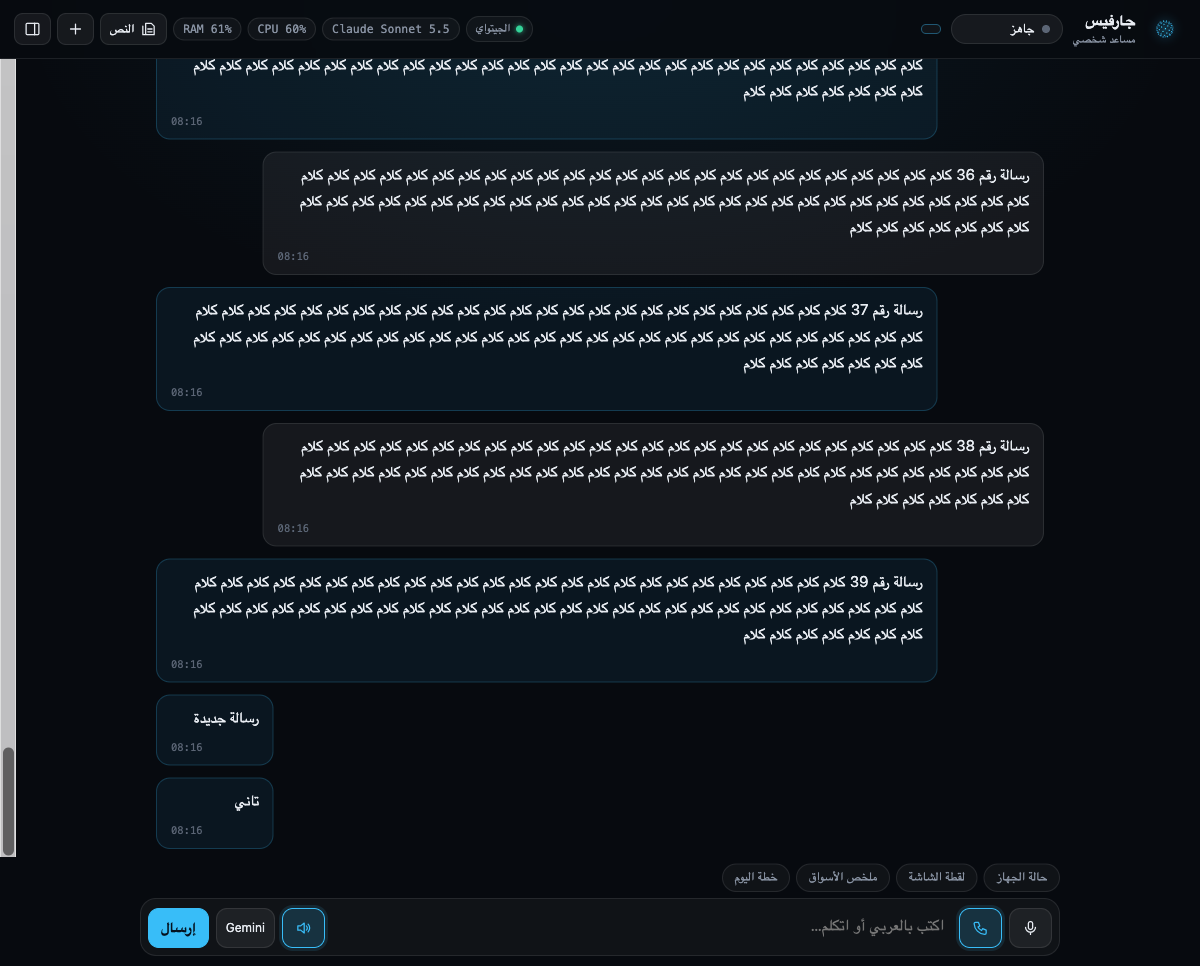 جارفيس
مساعد شخصي
جاهز
الجيتواي
Claude Sonnet 5.5
CPU 60%
RAM 61%
النص
كلام كلام كلام كلام كلام كلام كلام كلام كلام كلام كلام كلام كلام كلام كلام كلام كلام كلام كلام كلام كلام كلام كلام كلام كلام كلام كلام كلام
كلام كلام كلام كلام كلام كلام كلام
08:16
رسالة رقم 36 كلام كلام كلام كلام كلام كلام كلام كلام كلام كلام كلام كلام كلام كلام كلام كلام كلام كلام كلام كلام كلام كلام كلام كلام كلام
كلام كلام كلام كلام كلام كلام كلام كلام كلام كلام كلام كلام كلام كلام كلام كلام كلام كلام كلام كلام كلام كلام كلام كلام كلام كلام كلام كلام
كلام كلام كلام كلام كلام كلام كلام
08:16
رسالة رقم 37 كلام كلام كلام كلام كلام كلام كلام كلام كلام كلام كلام كلام كلام كلام كلام كلام كلام كلام كلام كلام كلام كلام كلام كلام كلام
كلام كلام كلام كلام كلام كلام كلام كلام كلام كلام كلام كلام كلام كلام كلام كلام كلام كلام كلام كلام كلام كلام كلام كلام كلام كلام كلام كلام
كلام كلام كلام كلام كلام كلام كلام
08:16
رسالة رقم 38 كلام كلام كلام كلام كلام كلام كلام كلام كلام كلام كلام كلام كلام كلام كلام كلام كلام كلام كلام كلام كلام كلام كلام كلام كلام
كلام كلام كلام كلام كلام كلام كلام كلام كلام كلام كلام كلام كلام كلام كلام كلام كلام كلام كلام كلام كلام كلام كلام كلام كلام كلام كلام كلام
كلام كلام كلام كلام كلام كلام كلام
08:16
رسالة رقم 39 كلام كلام كلام كلام كلام كلام كلام كلام كلام كلام كلام كلام كلام كلام كلام كلام كلام كلام كلام كلام كلام كلام كلام كلام كلام
كلام كلام كلام كلام كلام كلام كلام كلام كلام كلام كلام كلام كلام كلام كلام كلام كلام كلام كلام كلام كلام كلام كلام كلام كلام كلام كلام كلام
كلام كلام كلام كلام كلام كلام كلام
08:16
رسالة جديدة
08:16
تاني
08:16
حالة الجهاز
لقطة الشاشة
ملخص الأسواق
خطة اليوم
اكتب بالعربي أو اتكلم...
Gemini
إرسال